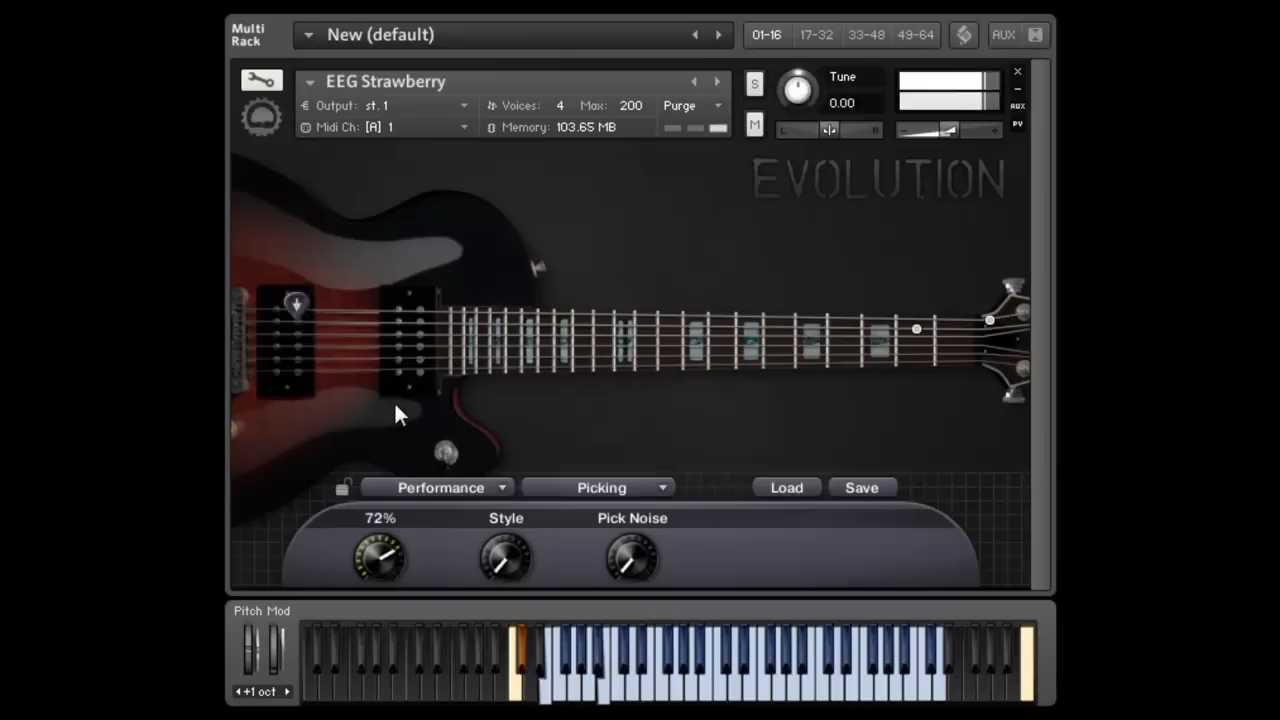 Multi
Rack
New (default)
01-16 17-32 33-48 49-64 AUX
EEG Strawberry
Output: st.1
Voices: 4 Max: 200 Purge
Midi Ch: [A] 1
Memory: 103.65 MB
S
M
Tune
0.00
L R
- +
AUX
PV
EVOLUTION
Performance Picking Load Save
72% Style Pick Noise
Pitch Mod
+1 oct